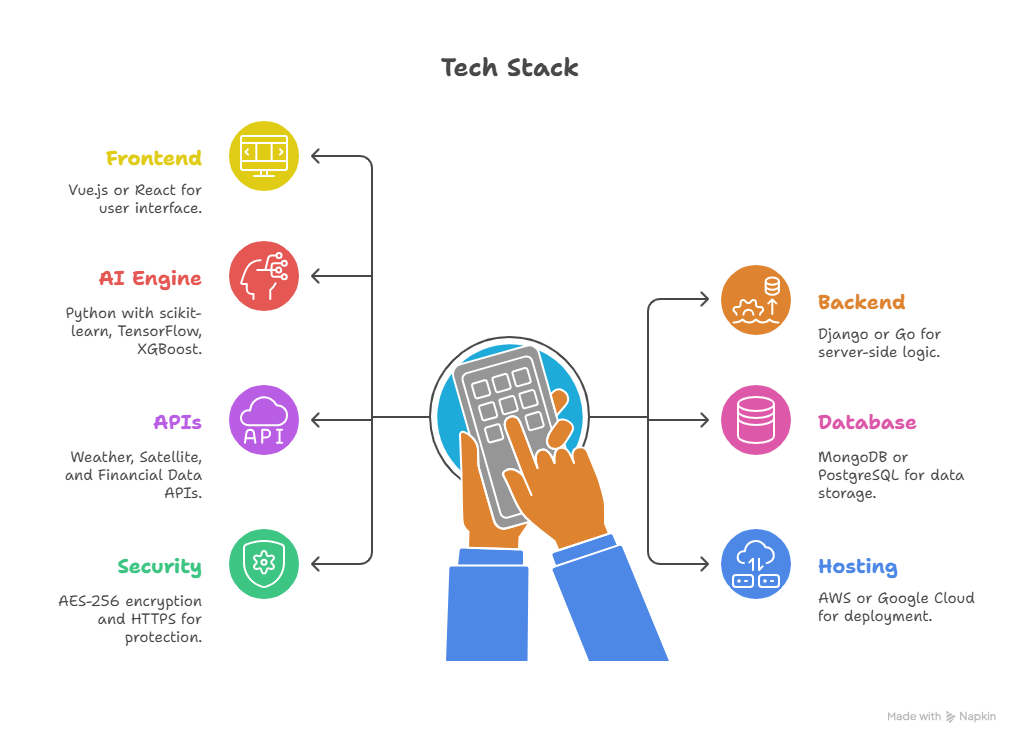 Tech Stack
Frontend
Vue.js or React for
user interface.
AI Engine
Python with scikit-
learn, TensorFlow,
XGBoost.
APIs
API
Weather, Satellite,
and Financial Data
APIs.
Security
AES-256 encryption
and HTTPS for
protection.
Backend
Django or Go for
server-side logic.
Database
MongoDB or
PostgreSQL for data
storage.
Hosting
AWS or Google Cloud
for deployment.
Made with Napkin